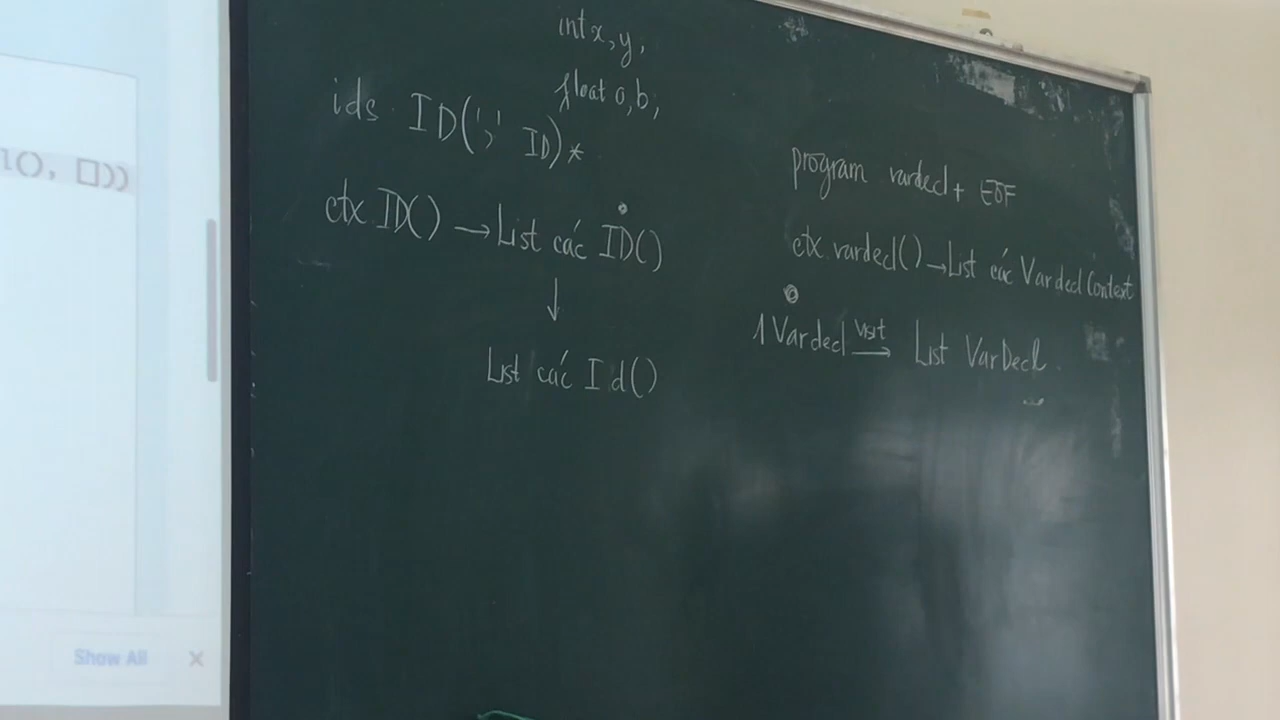 int x, y,
float a, b,
ids ID(',' ID)*
ctx ID() → List các ID()
↓
List các Id()
program vardecl+ EOF
ctx vardecl() → List các VardeclContext
1 Vardecl visit → List VarDecl
(), []))
Show All ×